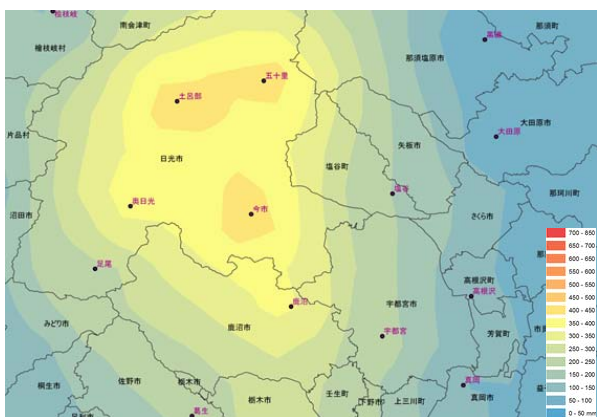 桧枝岐
南会津町
黒磯
那須町
檜枝岐村
那須塩原市
五十里
土呂部
大田原市
大田原
片品村
日光市
塩谷町
矢板市
塩谷
那珂川町
奥日光
今市
さくら市
沼田市
足尾
高根沢町
高根沢
鹿沼
みどり市
鹿沼市
宇都宮市
宇都宮
芳賀町
桐生市
佐野市
栃木市
葛生
栃木市
壬生町
下野市
上三川町
真岡
真岡市
700 - 850
650 - 700
600 - 650
550 - 600
500 - 550
450 - 500
400 - 450
350 - 400
300 - 350
250 - 300
200 - 250
150 - 200
100 - 150
50 - 100
0 - 50 mm